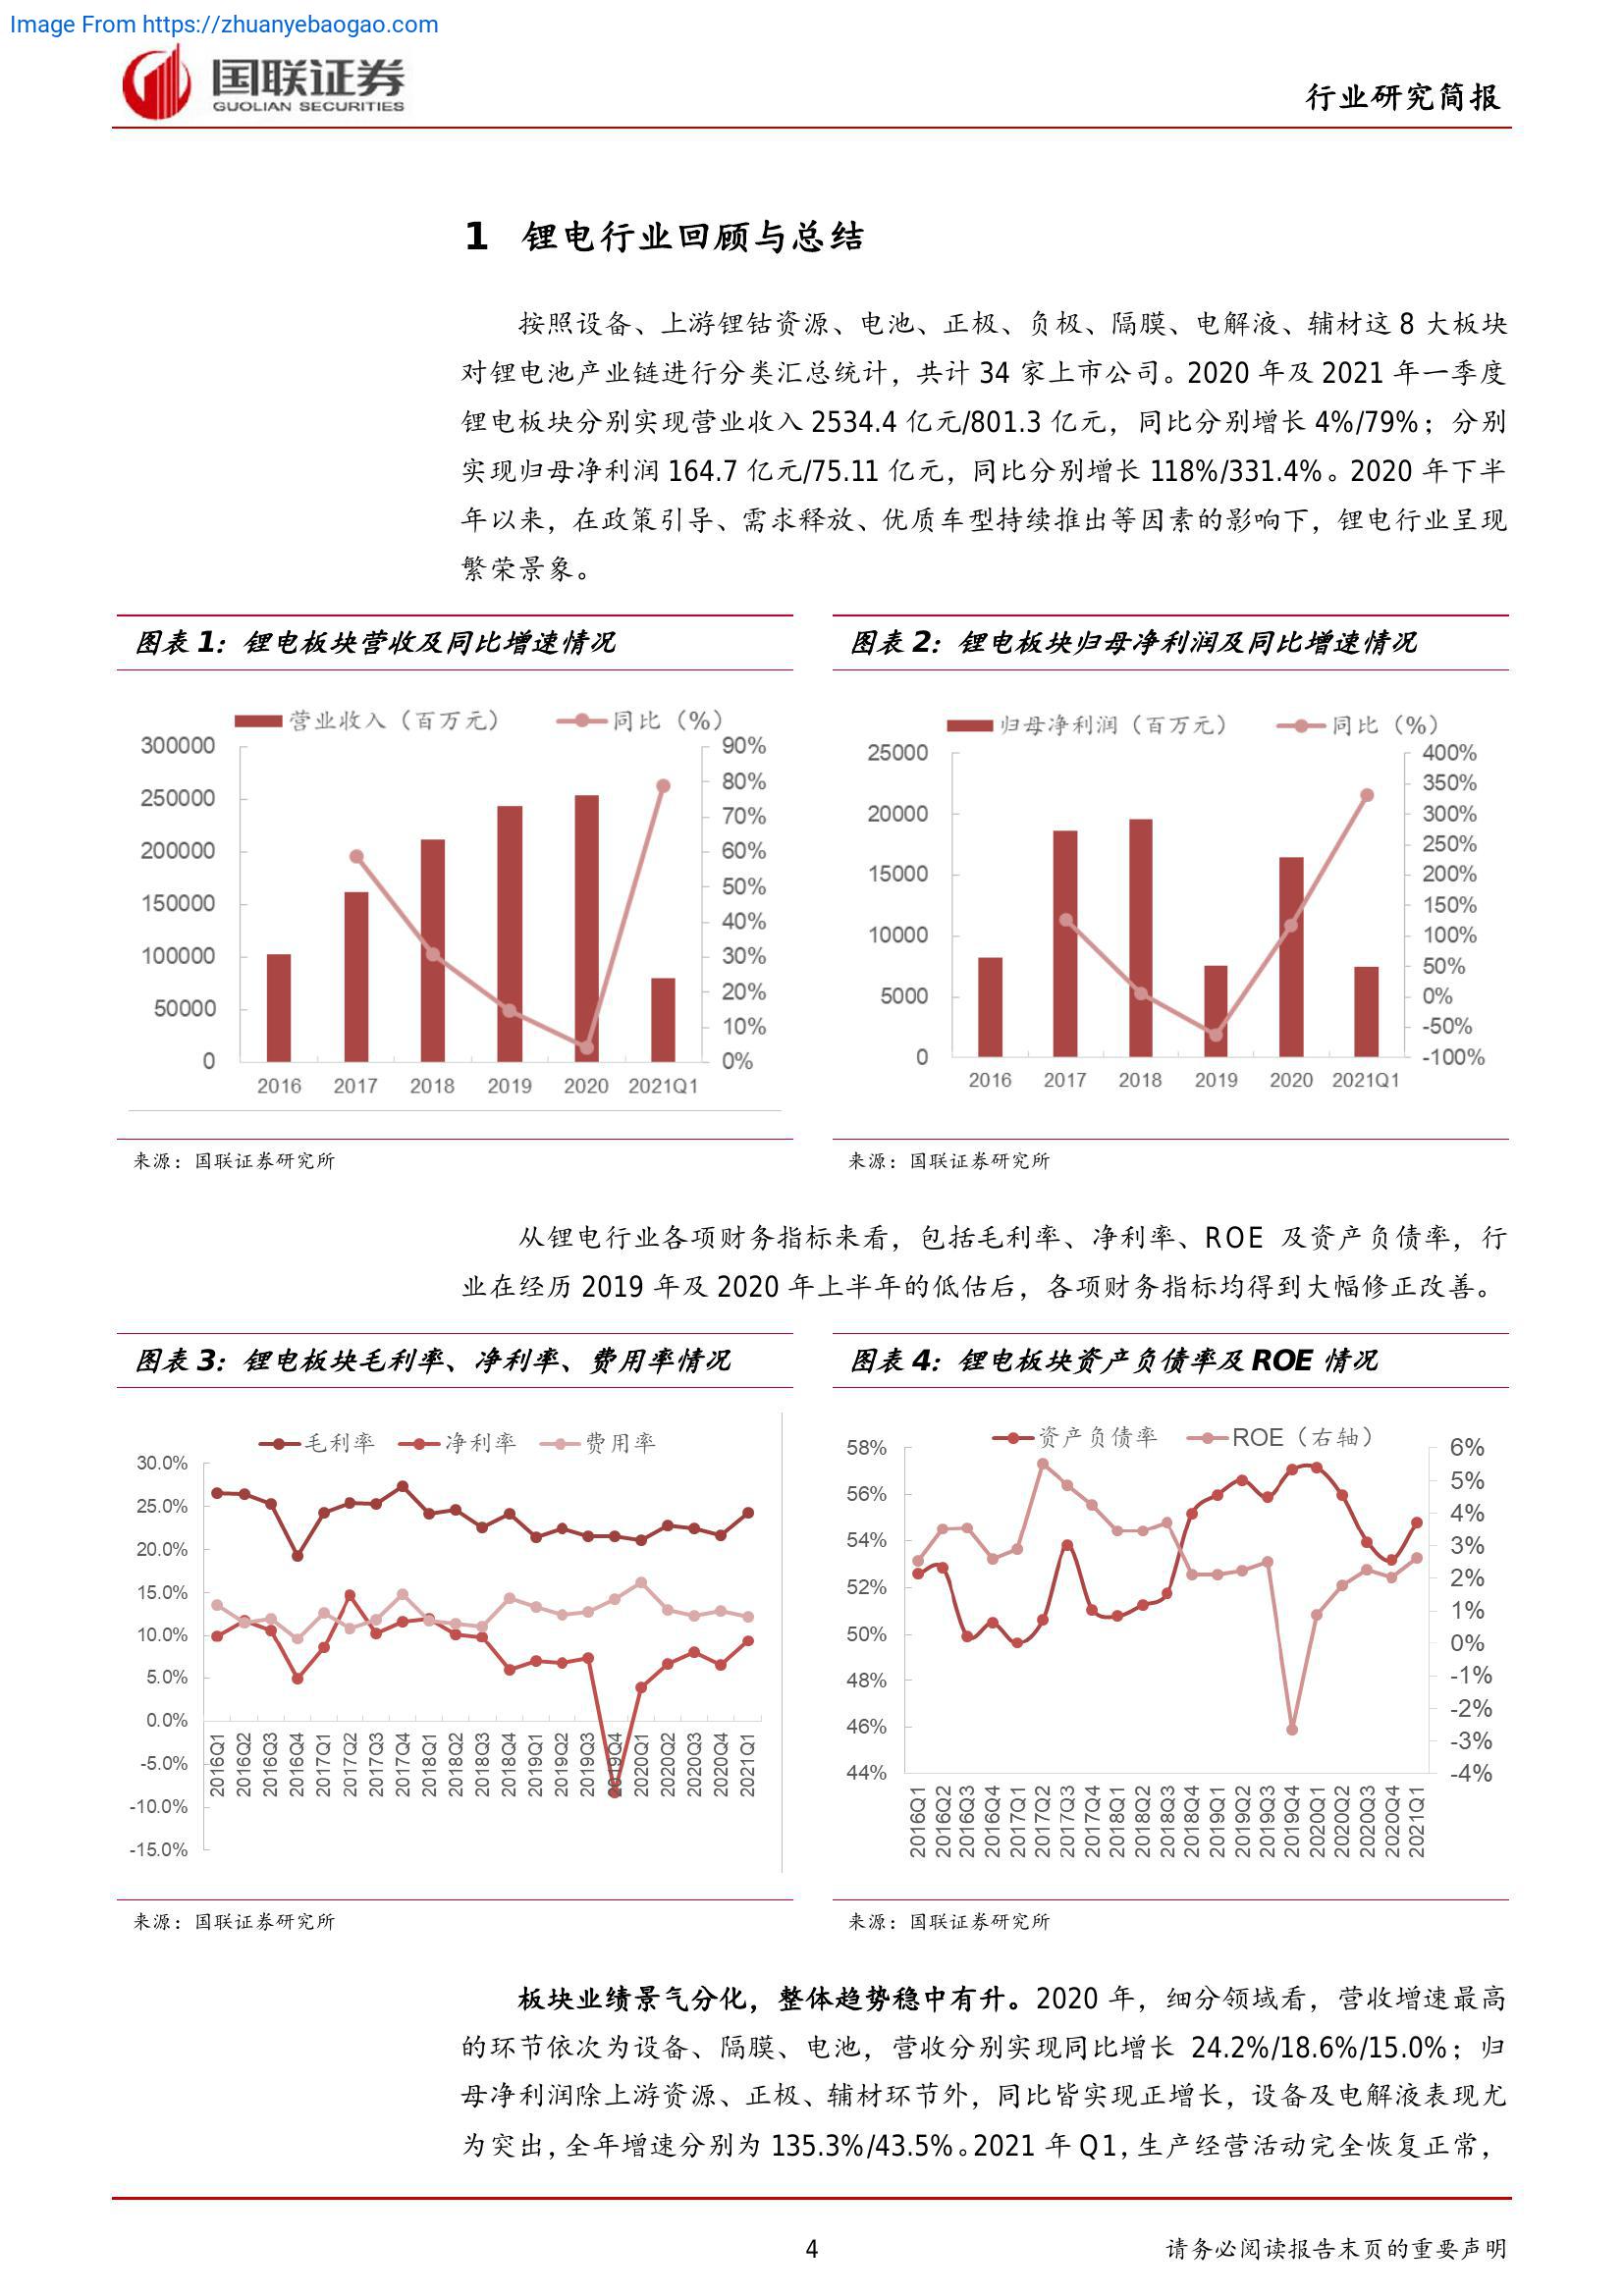 Image From https://zhuanyebaogao.com
国联证券
GUOLIAN SECURITIES
行业研究简报
1 锂电行业回顾与总结
按照设备、上游锂钴资源、电池、正极、负极、隔膜、电解液、辅材这 8 大板块
对锂电池产业链进行分类汇总统计，共计 34 家上市公司。2020 年及 2021 年一季度
锂电板块分别实现营业收入 2534.4 亿元/801.3 亿元，同比分别增长 4%/79%；分别
实现归母净利润 164.7 亿元/75.11 亿元，同比分别增长 118%/331.4%。2020 年下半
年以来，在政策引导、需求释放、优质车型持续推出等因素的影响下，锂电行业呈现
繁荣景象。
图表 1：锂电板块营收及同比增速情况
营业收入（百万元） 同比（%）
300000
250000
200000
150000
100000
50000
0
90%
80%
70%
60%
50%
40%
30%
20%
10%
0%
2016 2017 2018 2019 2020 2021Q1
来源：国联证券研究所
图表 2：锂电板块归母净利润及同比增速情况
归母净利润（百万元） 同比（%）
25000
20000
15000
10000
5000
0
400%
350%
300%
250%
200%
150%
100%
50%
0%
-50%
-100%
2016 2017 2018 2019 2020 2021Q1
来源：国联证券研究所
从锂电行业各项财务指标来看，包括毛利率、净利率、ROE 及资产负债率，行
业在经历 2019 年及 2020 年上半年的低估后，各项财务指标均得到大幅修正改善。
图表 3：锂电板块毛利率、净利率、费用率情况
毛利率 净利率 费用率
30.0%
25.0%
20.0%
15.0%
10.0%
5.0%
0.0%
-5.0%
-10.0%
-15.0%
2016Q1 2016Q2 2016Q3 2016Q4 2017Q1 2017Q2 2017Q3 2017Q4 2018Q1 2018Q2 2018Q3 2018Q4 2019Q1 2019Q2 2019Q3 2019Q4 2020Q1 2020Q2 2020Q3 2020Q4 2021Q1
来源：国联证券研究所
图表 4：锂电板块资产负债率及 ROE 情况
资产负债率 ROE（右轴）
58%
56%
54%
52%
50%
48%
46%
44%
6%
5%
4%
3%
2%
1%
0%
-1%
-2%
-3%
-4%
2016Q1 2016Q2 2016Q3 2016Q4 2017Q1 2017Q2 2017Q3 2017Q4 2018Q1 2018Q2 2018Q3 2018Q4 2019Q1 2019Q2 2019Q3 2019Q4 2020Q1 2020Q2 2020Q3 2020Q4 2021Q1
来源：国联证券研究所
板块业绩景气分化，整体趋势稳中有升。2020 年，细分领域看，营收增速最高
的环节依次为设备、隔膜、电池，营收分别实现同比增长 24.2%/18.6%/15.0%；归
母净利润除上游资源、正极、辅材环节外，同比皆实现正增长，设备及电解液表现尤
为突出，全年增速分别为 135.3%/43.5%。2021 年 Q1，生产经营活动完全恢复正常，
4
请务必阅读报告末页的重要声明